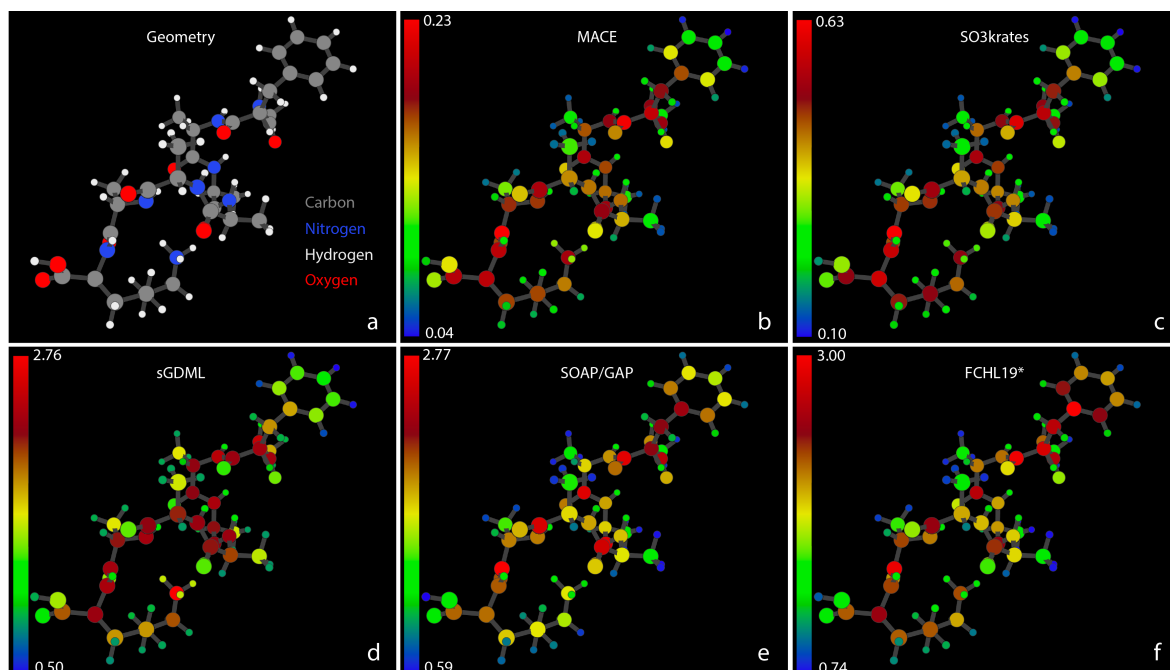 Geometry
Carbon
Nitrogen
Hydrogen
Oxygen
a
0.23
MACE
0.04
b
0.63
SO3krates
0.10
c
2.76
sGDML
0.50
d
2.77
SOAP/GAP
0.59
e
3.00
FCHL19*
0.74
f